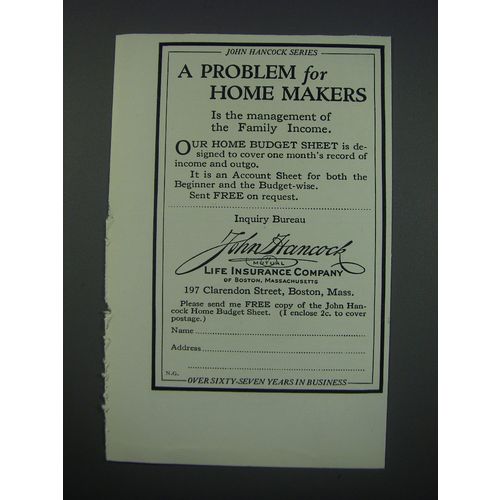 JOHN HANCOCK SERIES
A PROBLEM for
HOME MAKERS
Is the management of
the Family Income.
OUR HOME BUDGET SHEET is de-
signed to cover one month's record of
income and outgo.
It is an Account Sheet for both the
Beginner and the Budget-wise.
Sent FREE on request.
Inquiry Bureau
John Hancock
MUTUAL
LIFE INSURANCE COMPANY
OF BOSTON, MASSACHUSETTS
197 Clarendon Street, Boston, Mass.
Please send me FREE copy of the John Han-
cock Home Budget Sheet. (I enclose 2c. to cover
postage.)
Name
Address
N.G.
OVER SIXTY-SEVEN YEARS IN BUSINESS